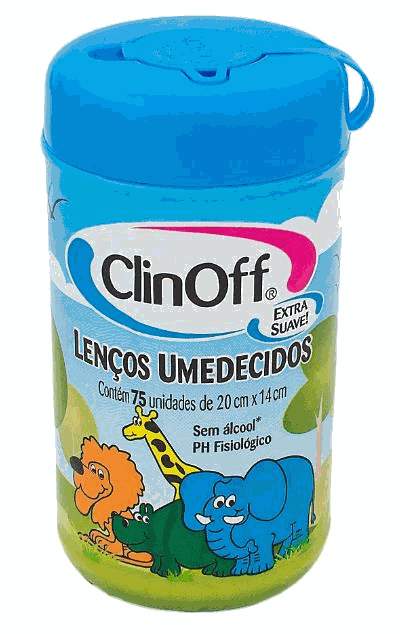 ClinOff®
EXTRA
SUAVE!
LENÇOS UMEDECIDOS
Contém 75 unidades de 20 cm x 14 cm
Sem álcool*
PH Fisiológico